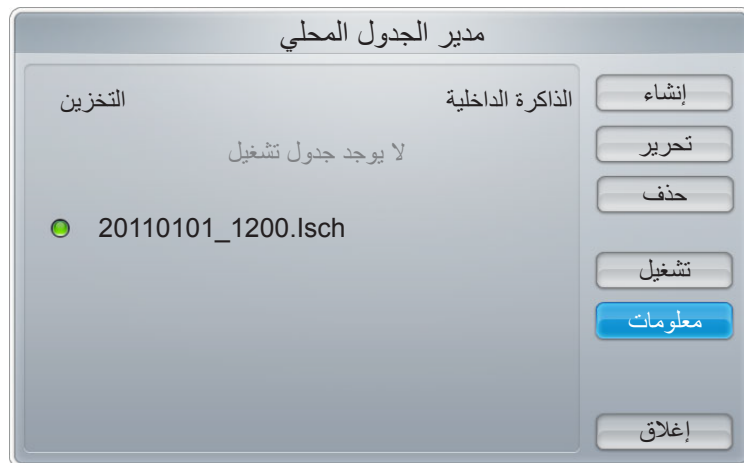 مدير الجدول المحلي
الذاكرة الداخلية التخزين
لا يوجد جدول تشغيل
20110101_1200.lsch
إنشاء
تحرير
حذف
تشغيل
معلومات
إغلاق